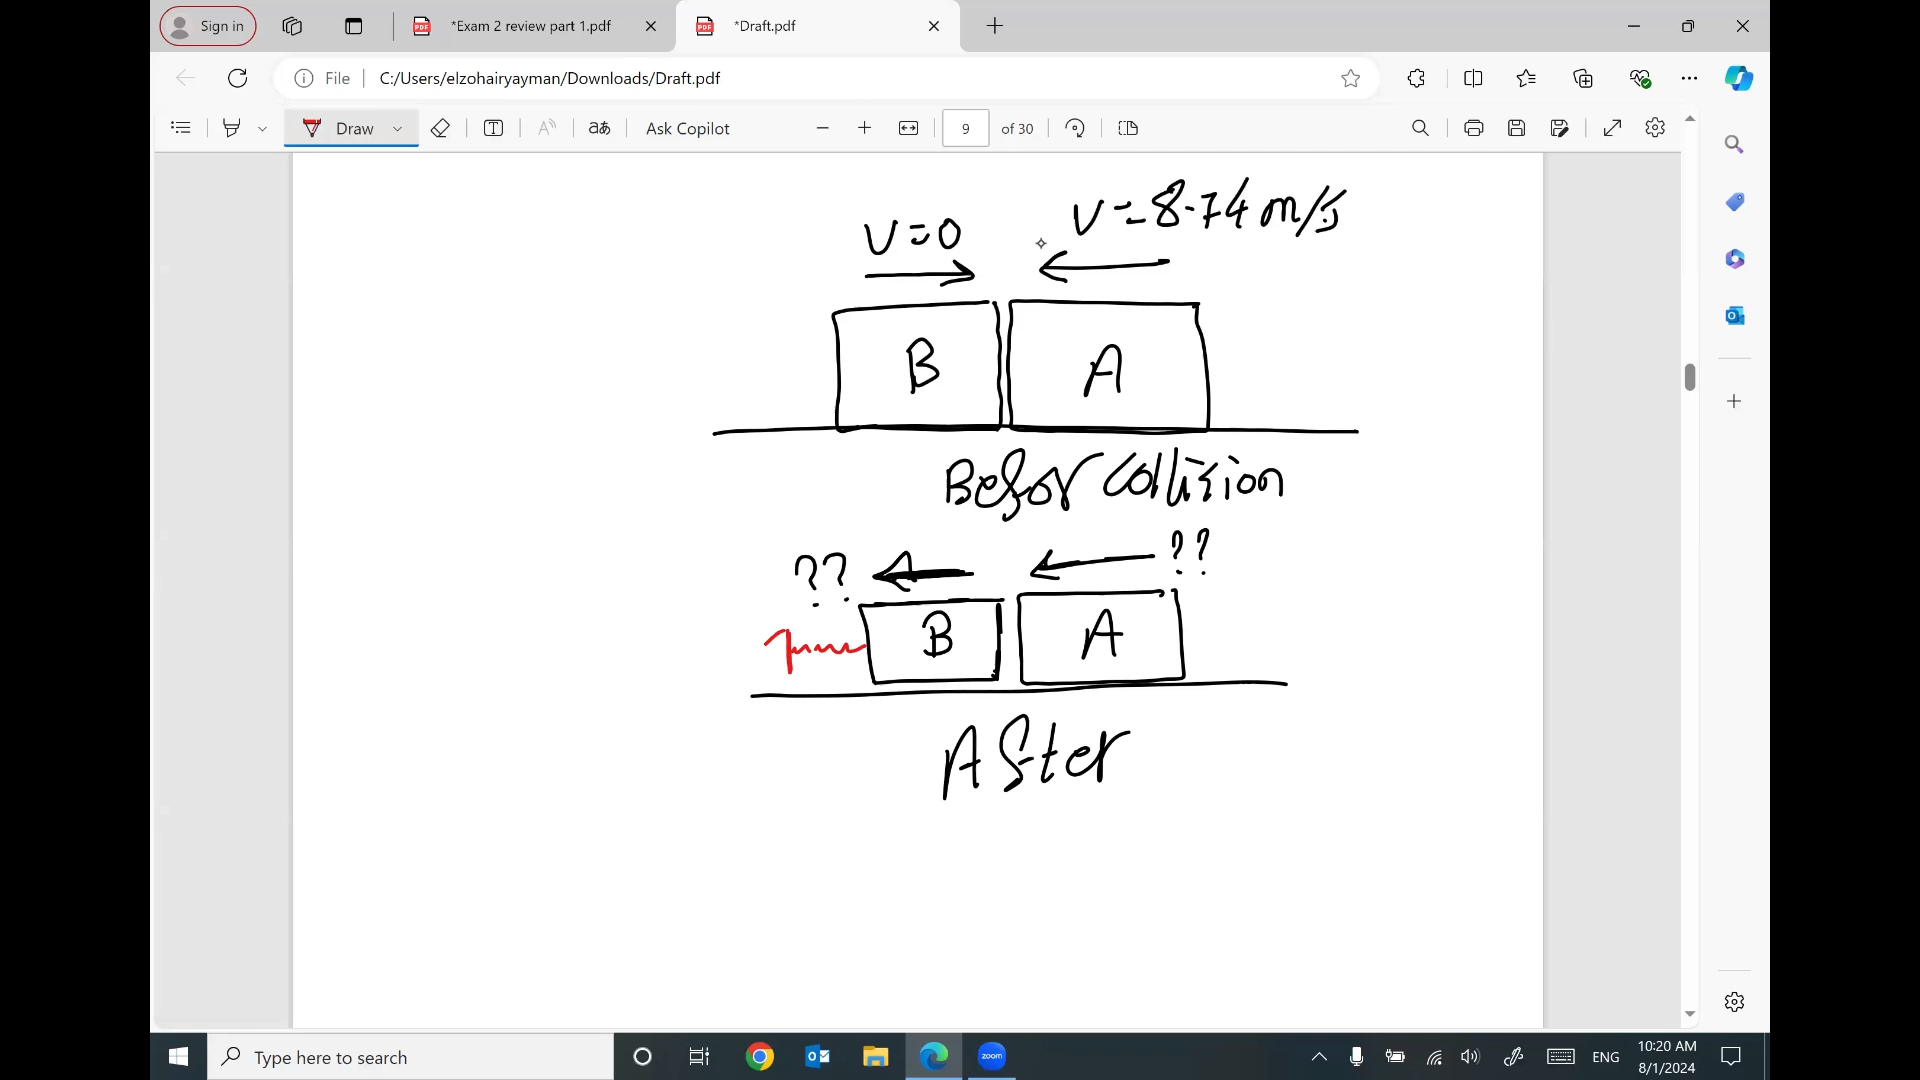 Sign in
*Exam 2 review part 1.pdf
*Draft.pdf
File
C:/Users/elzohairyayman/Downloads/Draft.pdf
Draw
Ask Copilot
9
of 30
V=0
V=8.74 m/s
B
A
Befor Collision
??
??
B
A
After
Type here to search
zoom
ENG
10:20 AM
8/1/2024